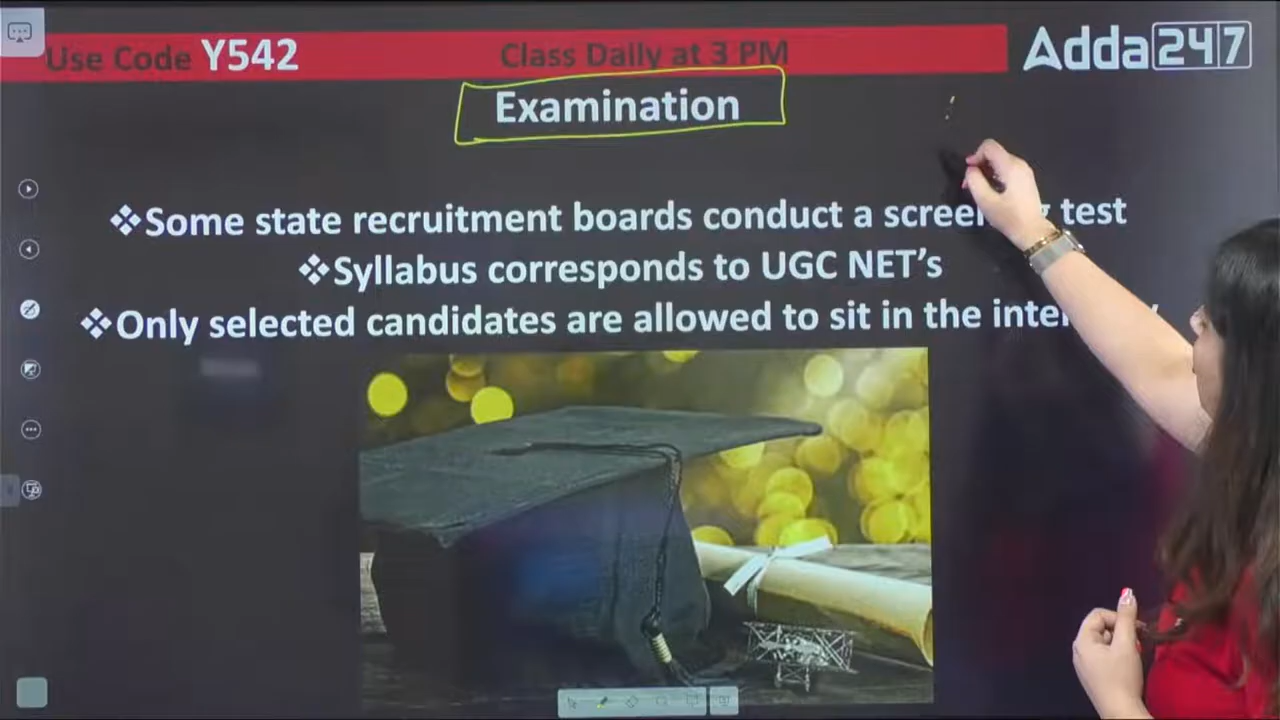 Use Code Y542
Class Daily at 3 PM
Adda247
Examination
❖Some state recruitment boards conduct a test
❖Syllabus corresponds to UGC NET’s
❖Only selected candidates are allowed to sit in the